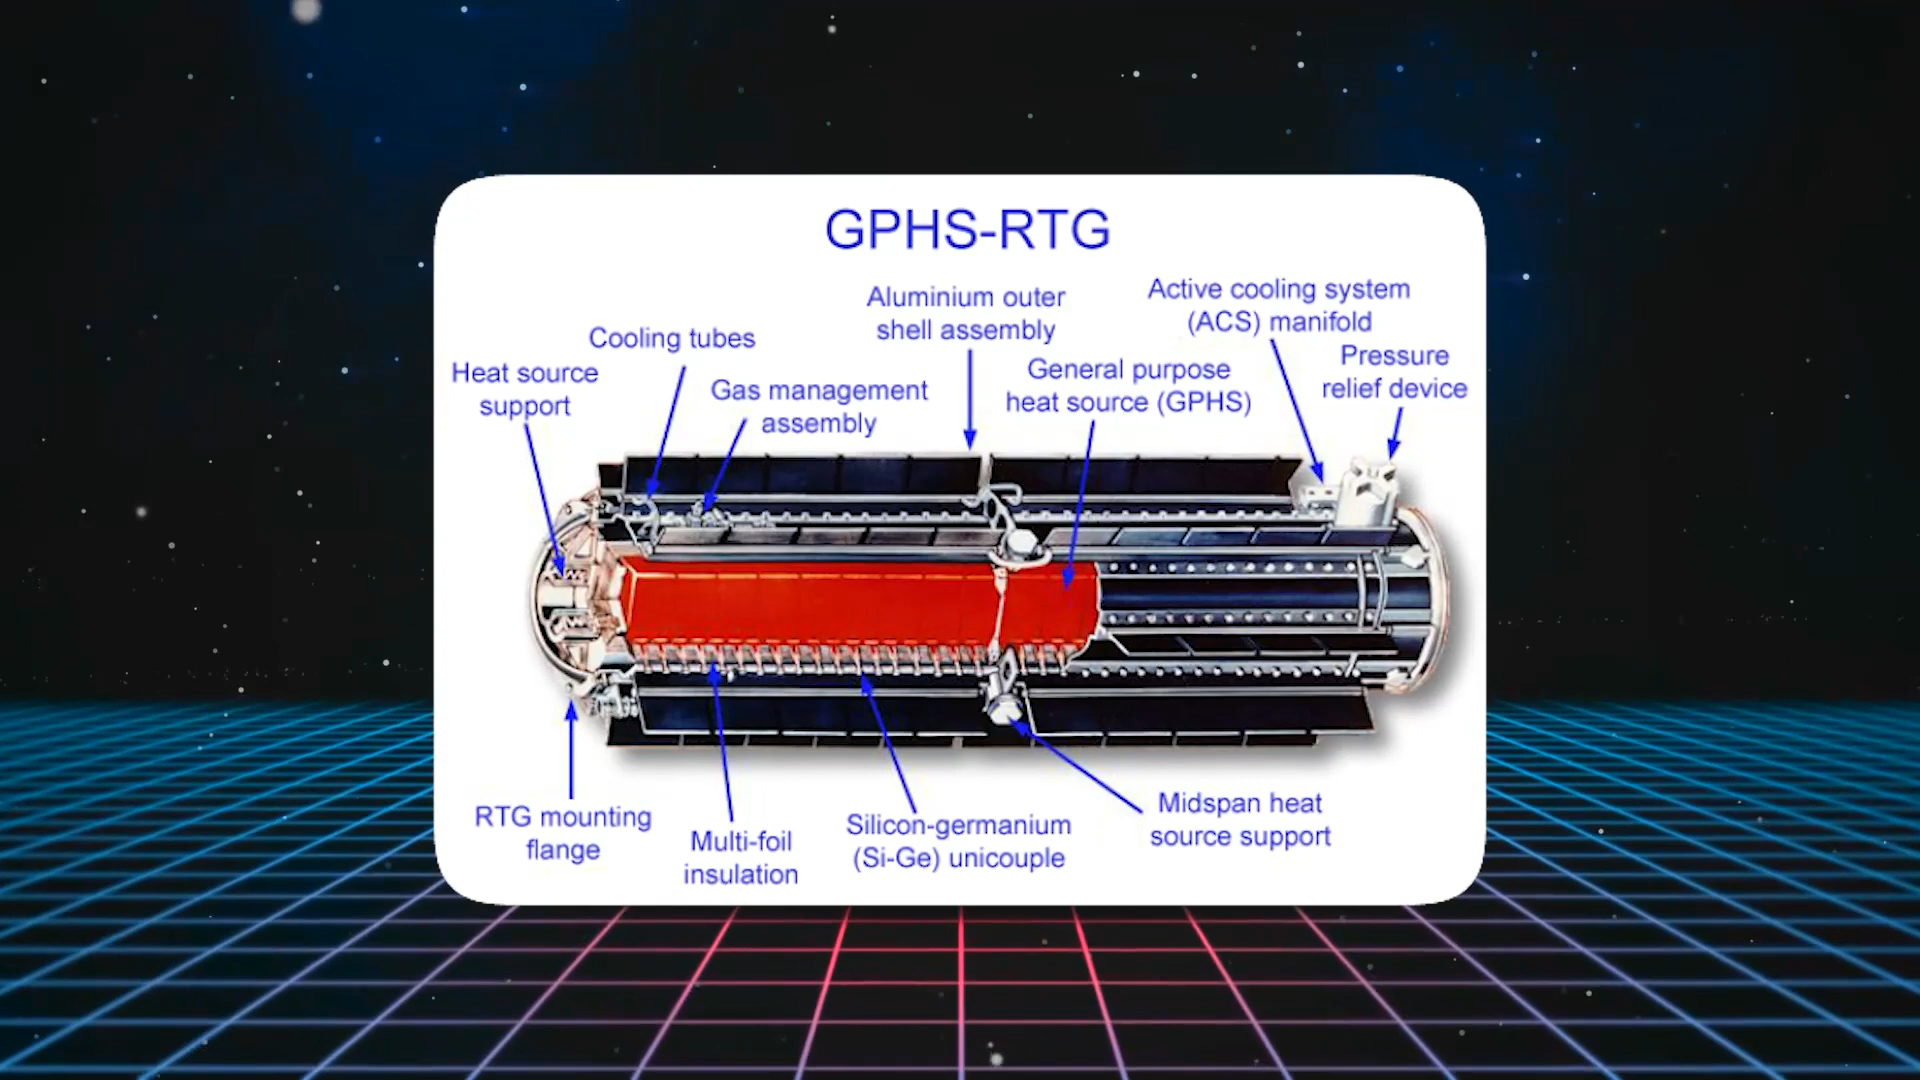 GPHS-RTG
Aluminium outer
shell assembly
Active cooling system
(ACS) manifold
Cooling tubes
Pressure
relief device
Heat source
support
Gas management
assembly
General purpose
heat source (GPHS)
RTG mounting
flange
Multi-foil
insulation
Silicon-germanium
(Si-Ge) unicouple
Midspan heat
source support